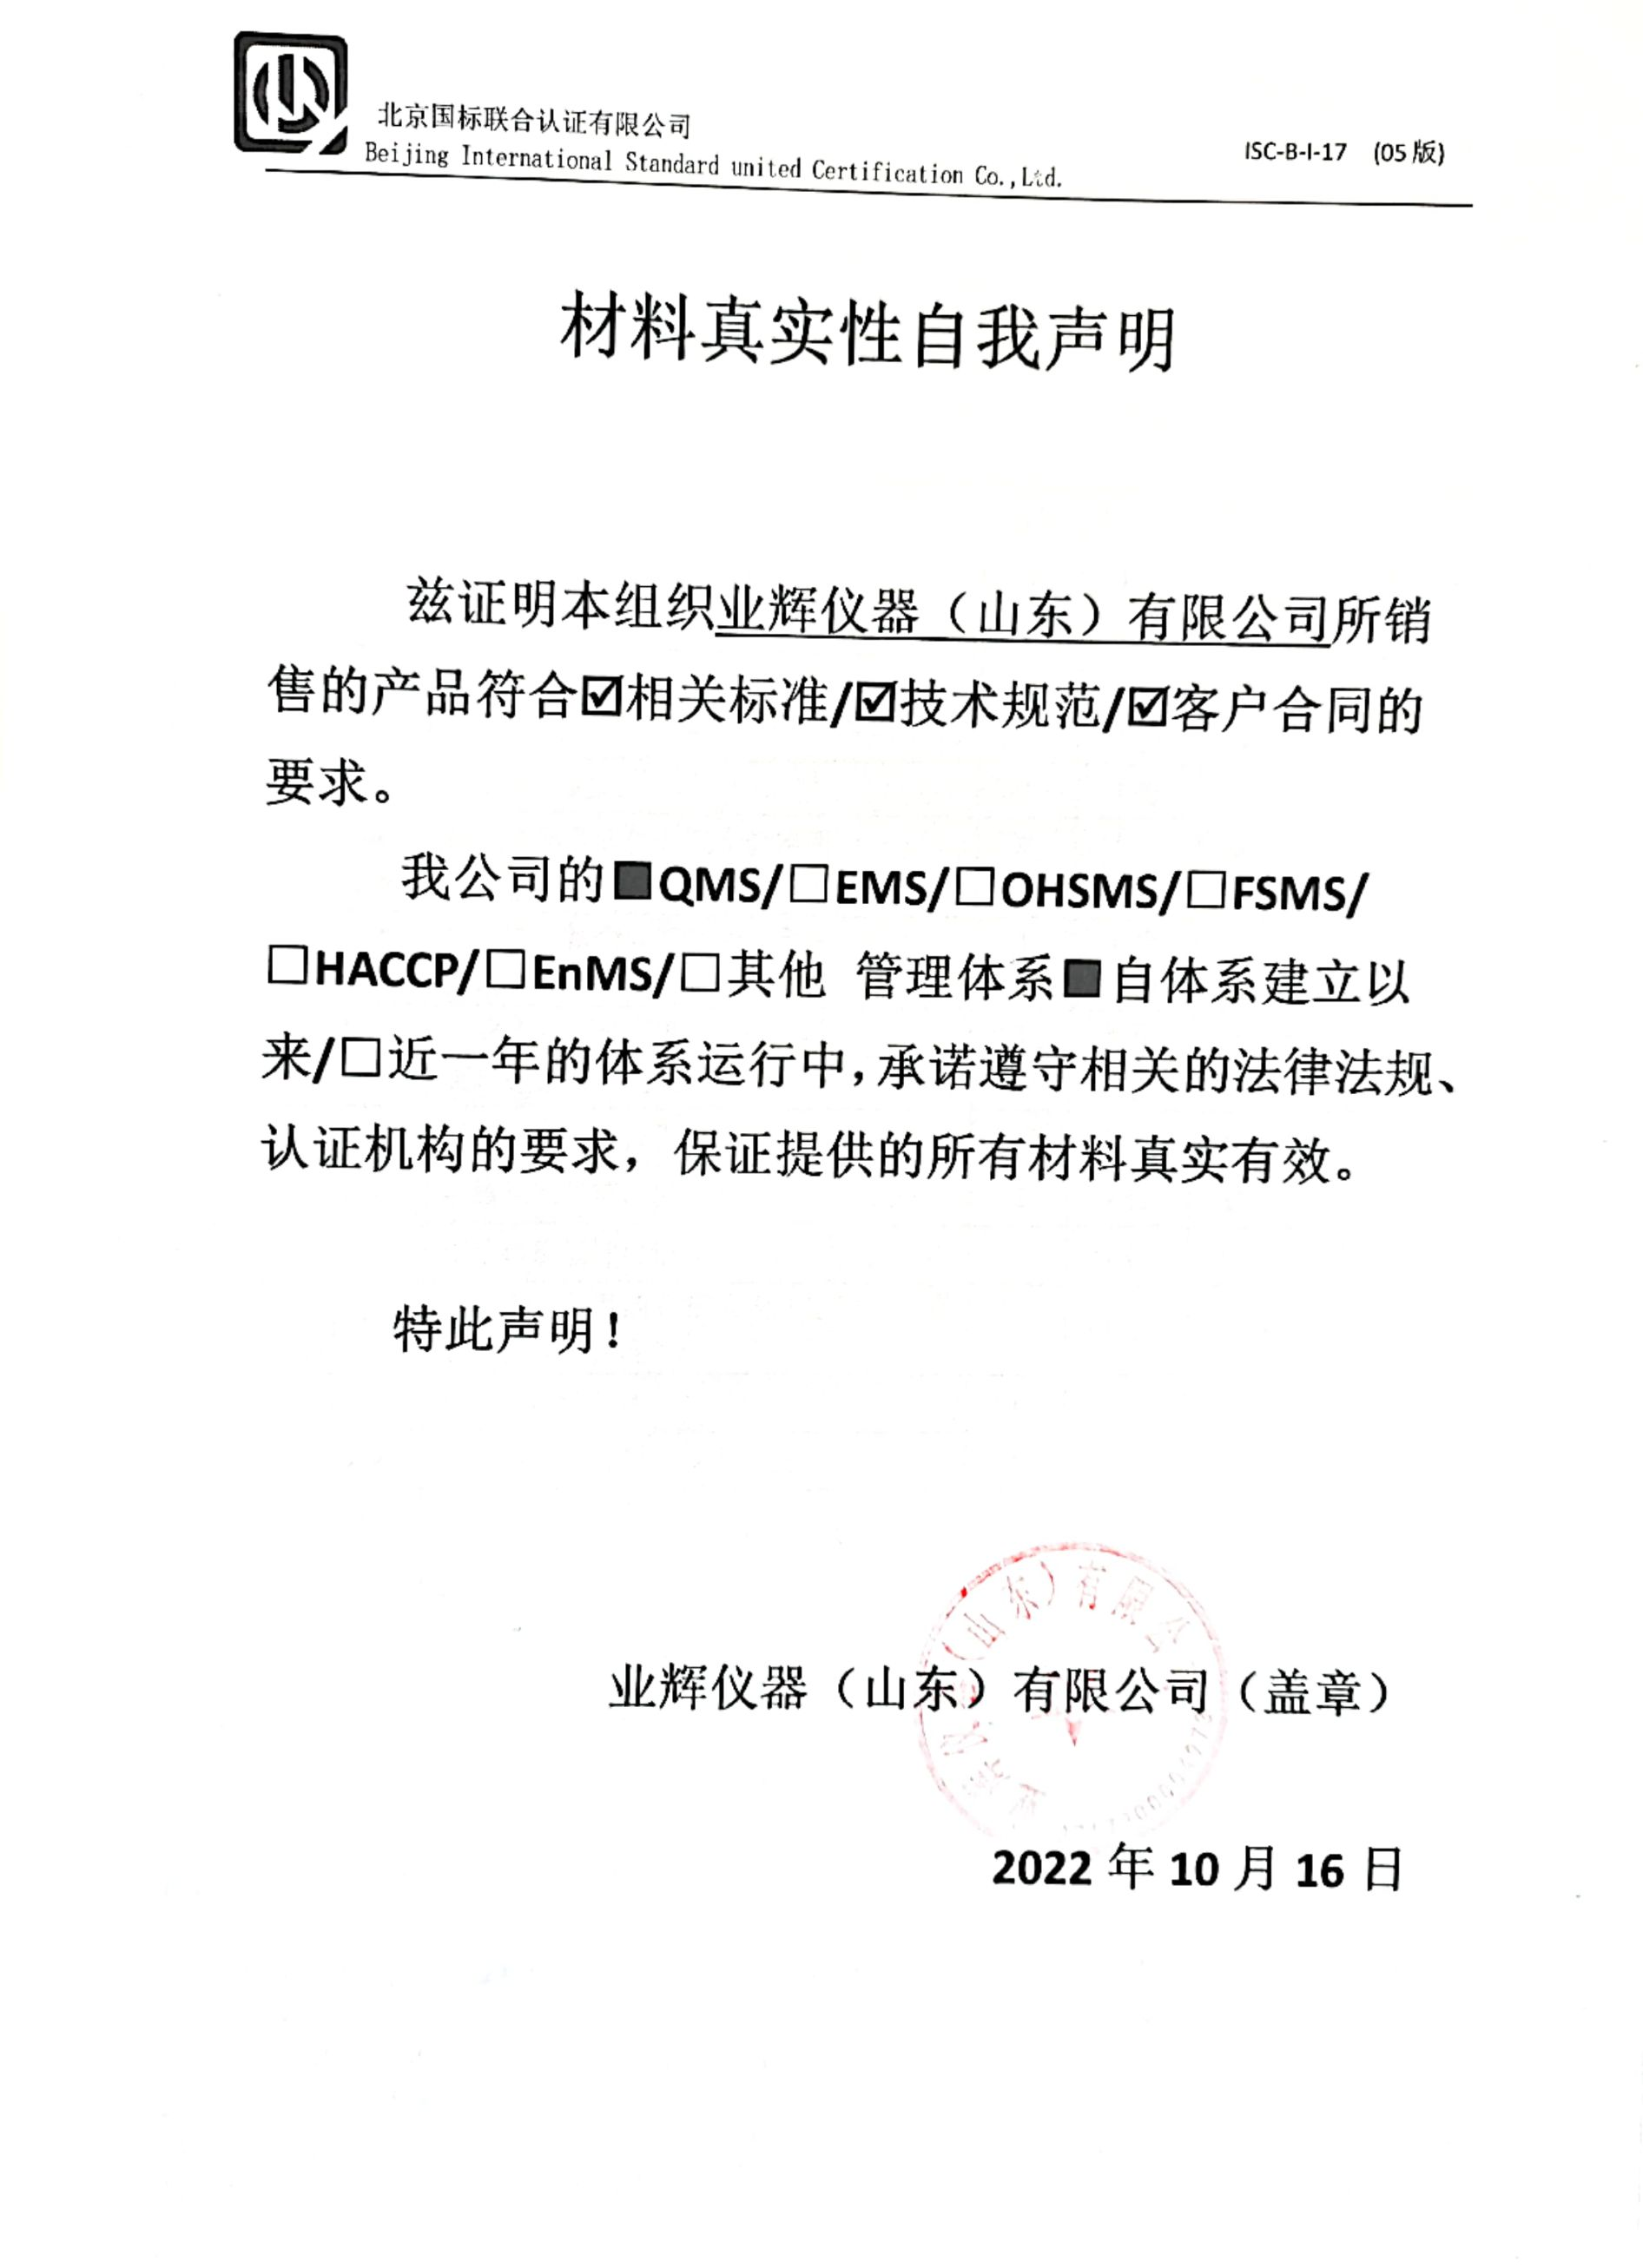 北京国标联合认证有限公司
Beijing International Standard united Certification Co.,Ltd.
ISC-B-I-17 (05版)
材料真实性自我声明
兹证明本组织业辉仪器（山东）有限公司所销
售的产品符合☑相关标准/☑技术规范/☑客户合同的
要求。
我公司的■QMS/□EMS/□OHSMS/□FSMS/
□HACCP/□EnMS/□其他 管理体系■自体系建立以
来/□近一年的体系运行中，承诺遵守相关的法律法规、
认证机构的要求，保证提供的所有材料真实有效。
特此声明！
业辉仪器（山东）有限公司（盖章）
2022 年 10 月 16 日
（山东）有限公